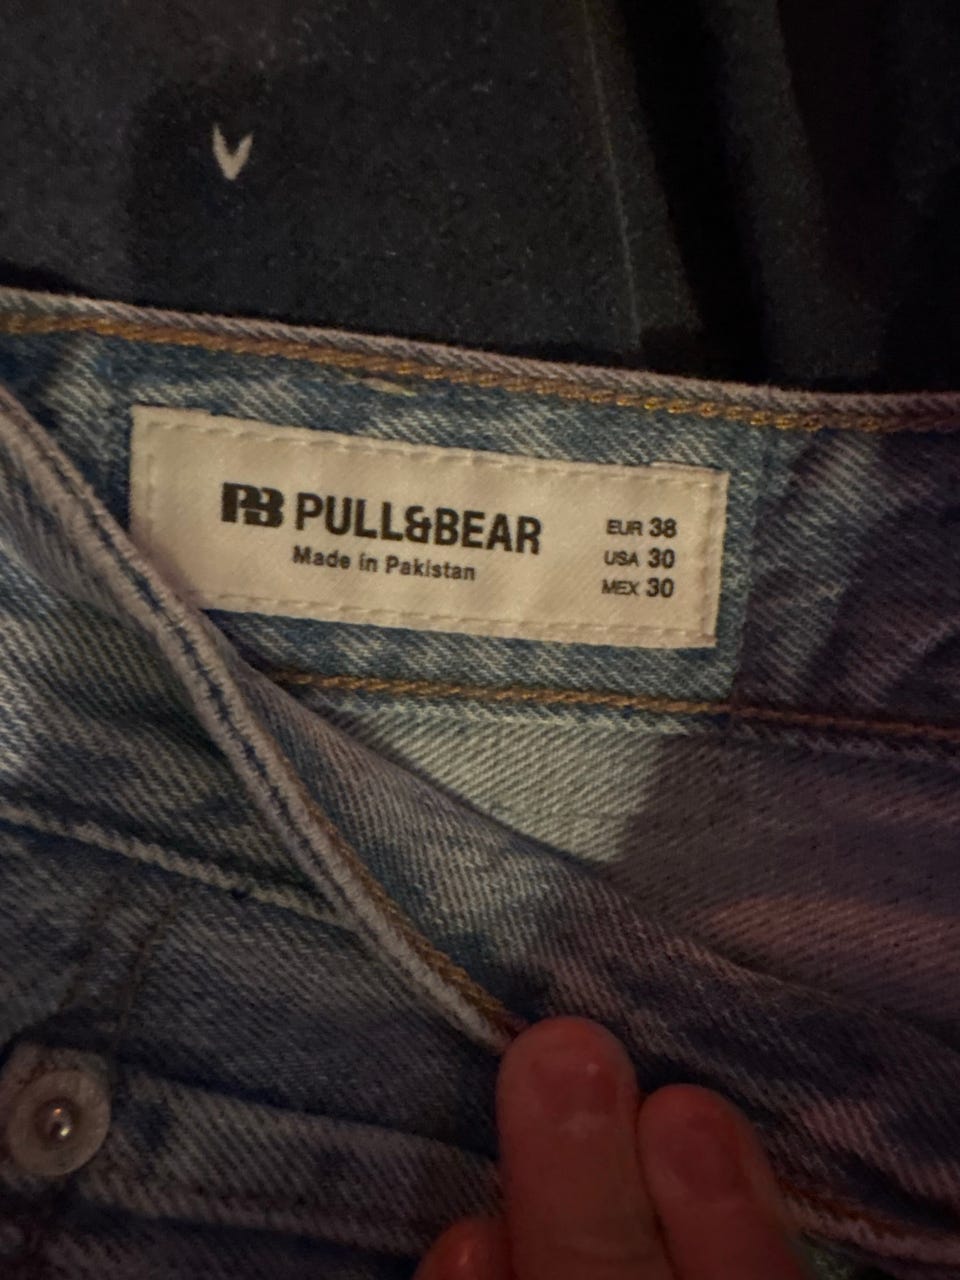 PB PULL&BEAR
Made in Pakistan
EUR 38
USA 30
MEX 30